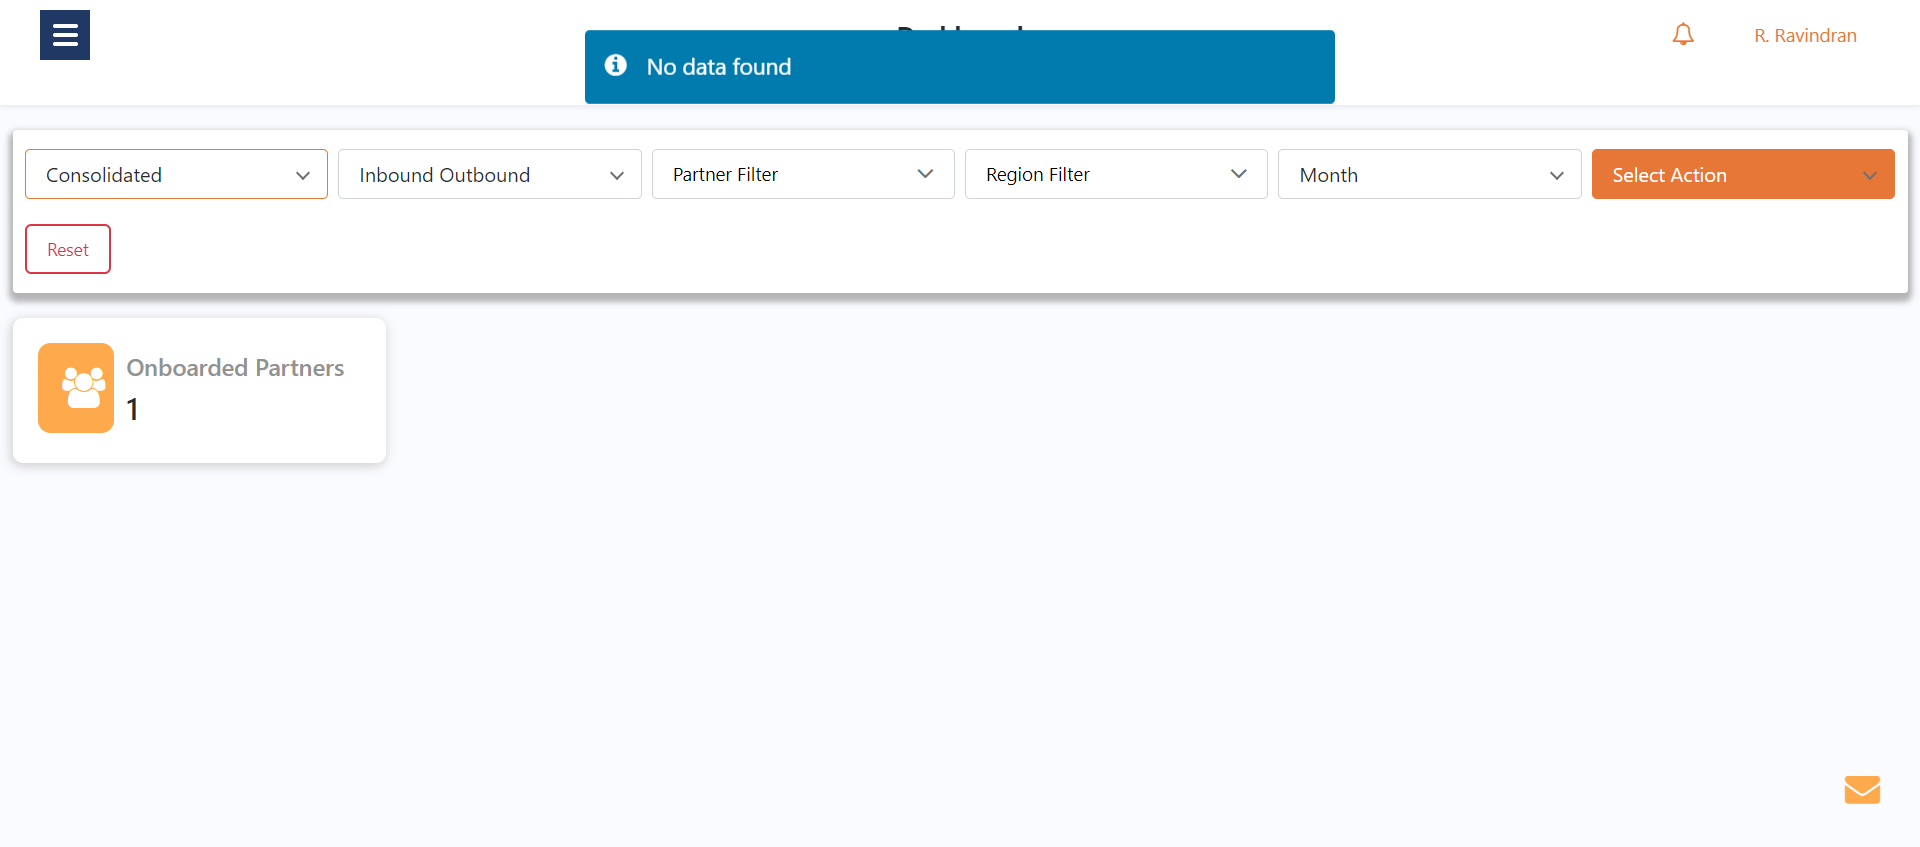 No data found
R. Ravindran
Consolidated
Inbound Outbound
Partner Filter
Region Filter
Month
Select Action
Reset
Onboarded Partners
1